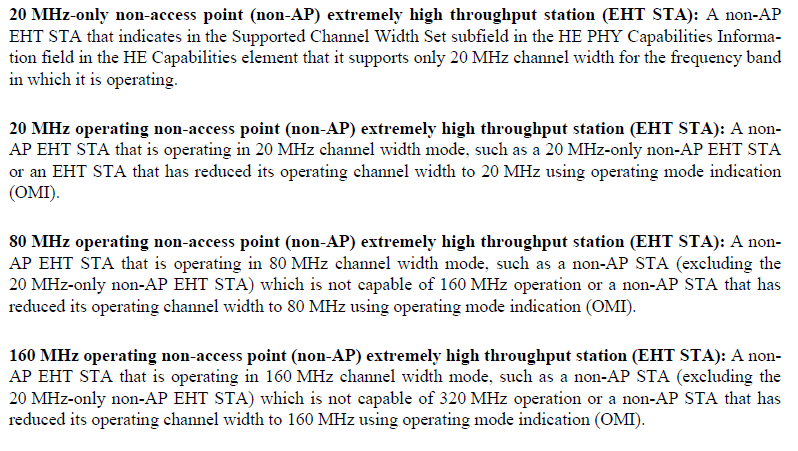 20 MHz-only non-access point (non-AP) extremely high throughput station (EHT STA): A non-AP
EHT STA that indicates in the Supported Channel Width Set subfield in the HE PHY Capabilities Informa-
tion field in the HE Capabilities element that it supports only 20 MHz channel width for the frequency band
in which it is operating.
20 MHz operating non-access point (non-AP) extremely high throughput station (EHT STA): A non-
AP EHT STA that is operating in 20 MHz channel width mode, such as a 20 MHz-only non-AP EHT STA
or an EHT STA that has reduced its operating channel width to 20 MHz using operating mode indication
(OMI).
80 MHz operating non-access point (non-AP) extremely high throughput station (EHT STA): A non-
AP EHT STA that is operating in 80 MHz channel width mode, such as a non-AP STA (excluding the
20 MHz-only non-AP EHT STA) which is not capable of 160 MHz operation or a non-AP STA that has
reduced its operating channel width to 80 MHz using operating mode indication (OMI).
160 MHz operating non-access point (non-AP) extremely high throughput station (EHT STA): A non-
AP EHT STA that is operating in 160 MHz channel width mode, such as a non-AP STA (excluding the
20 MHz-only non-AP EHT STA) which is not capable of 320 MHz operation or a non-AP STA that has
reduced its operating channel width to 160 MHz using operating mode indication (OMI).